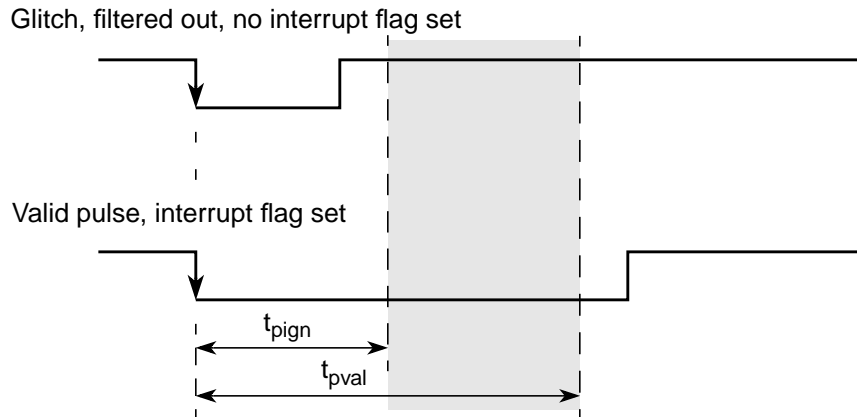 Glitch, filtered out, no interrupt flag set
Valid pulse, interrupt flag set
tpign
tpval